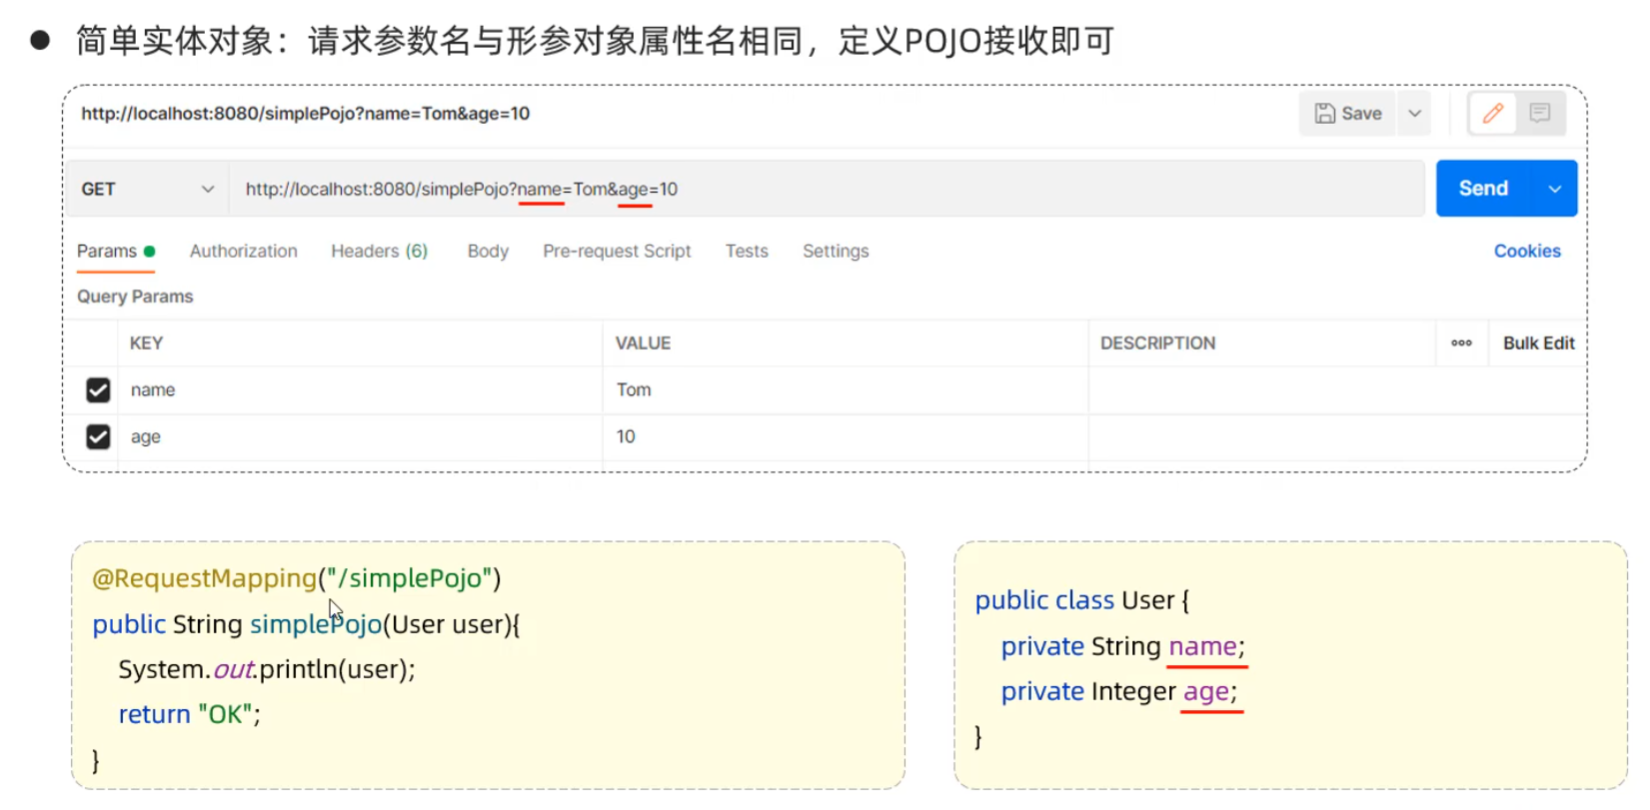 ● 简单实体对象：请求参数名与形参对象属性名相同，定义POJO接收即可
http://localhost:8080/simplePojo?name=Tom&age=10
Save
GET
http://localhost:8080/simplePojo?name=Tom&age=10
Send
Params Authorization Headers (6) Body Pre-request Script Tests Settings Cookies
Query Params
KEY VALUE DESCRIPTION ooo Bulk Edit
name Tom
age 10
@RequestMapping("/simplePojo")
public String simplePojo(User user){
System.out.println(user);
return "OK";
}
public class User {
private String name;
private Integer age;
}